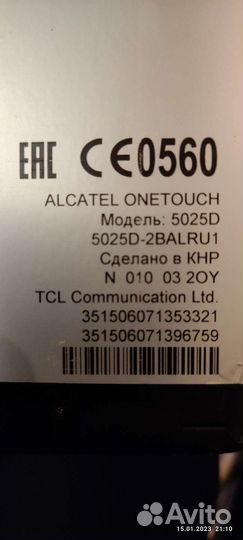 EAC CE0560
ALCATEL ONETOUCH
Модель: 5025D
5025D-2BALRU1
Сделано в КНР
N 010 03 2OY
TCL Communication Ltd.
351506071353321
351506071396759
Avito
15.01.2023 21:10